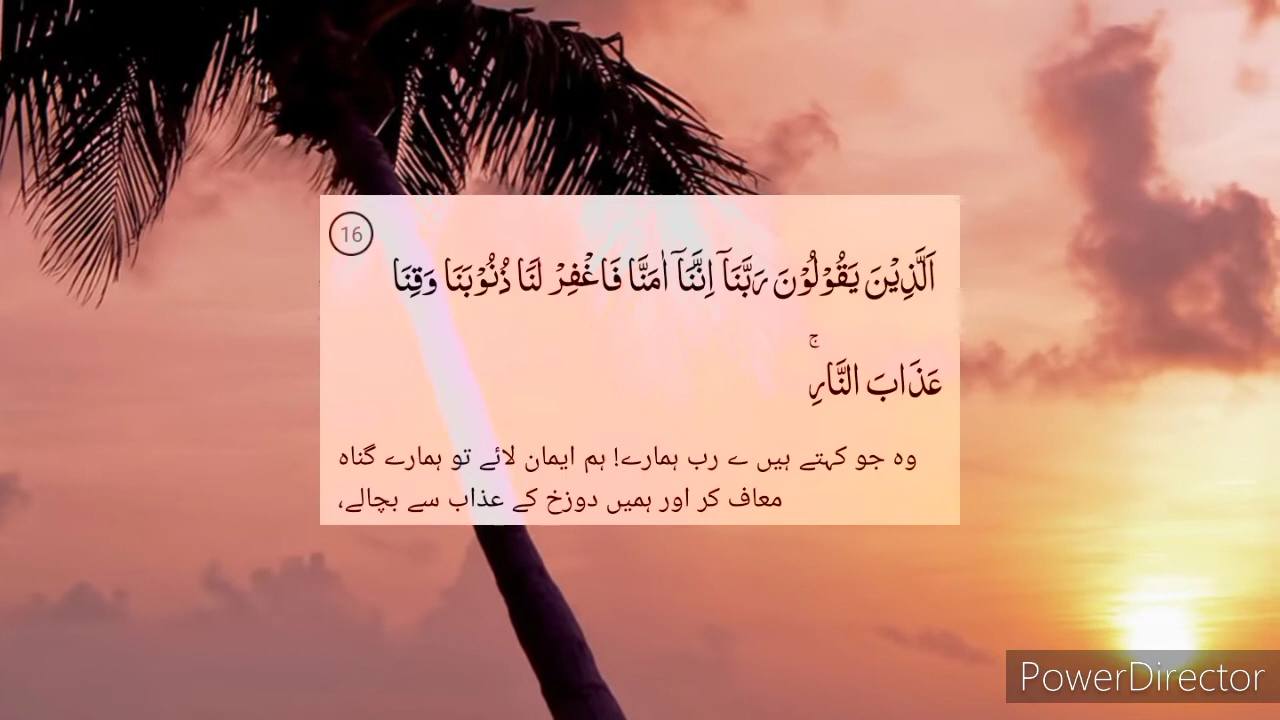 16
اَلَّذِيْنَ يَقُوْلُوْنَ رَبَّنَاۤ اِنَّنَاۤ اٰمَنَّا فَاغْفِرْ لَنَا ذُنُوْبَنَا وَقِنَا
عَذَابَ النَّارِۚ
وہ جو کہتے ہیں ے رب ہمارے! ہم ایمان لائے تو ہمارے گناہ
معاف کر اور ہمیں دوزخ کے عذاب سے بچالے،
PowerDirector